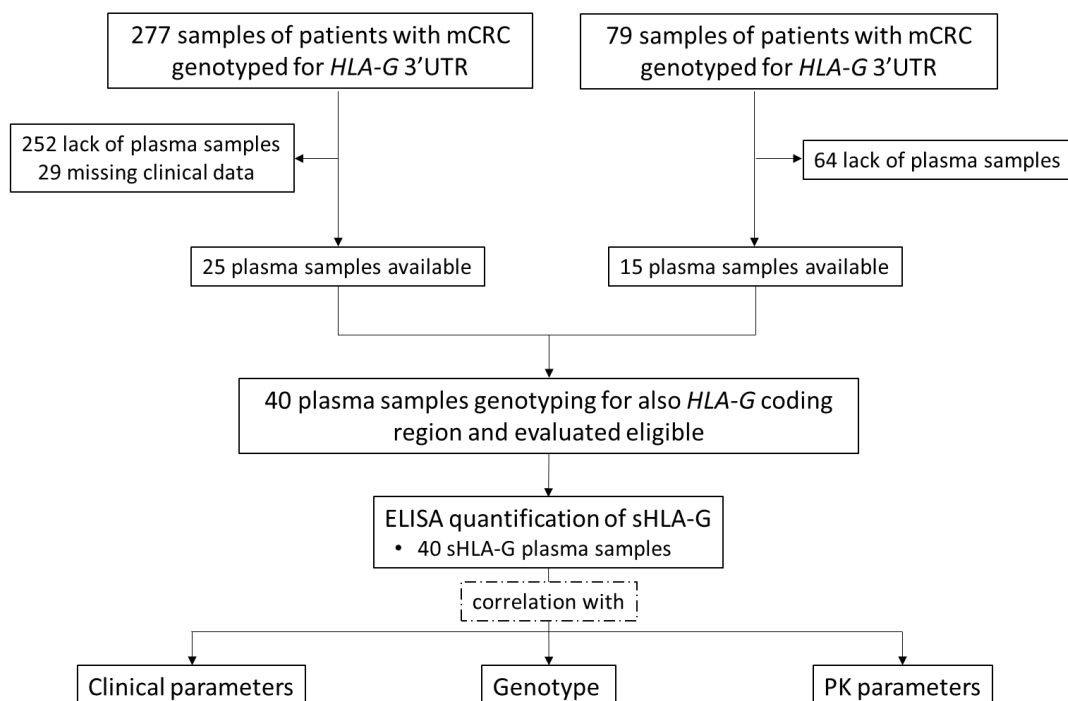 277 samples of patients with mCRC
genotyped for HLA-G 3’UTR
79 samples of patients with mCRC
genotyped for HLA-G 3’UTR
252 lack of plasma samples
29 missing clinical data
64 lack of plasma samples
25 plasma samples available
15 plasma samples available
40 plasma samples genotyping for also HLA-G coding
region and evaluated eligible
ELISA quantification of sHLA-G
• 40 sHLA-G plasma samples
correlation with
Clinical parameters
Genotype
PK parameters